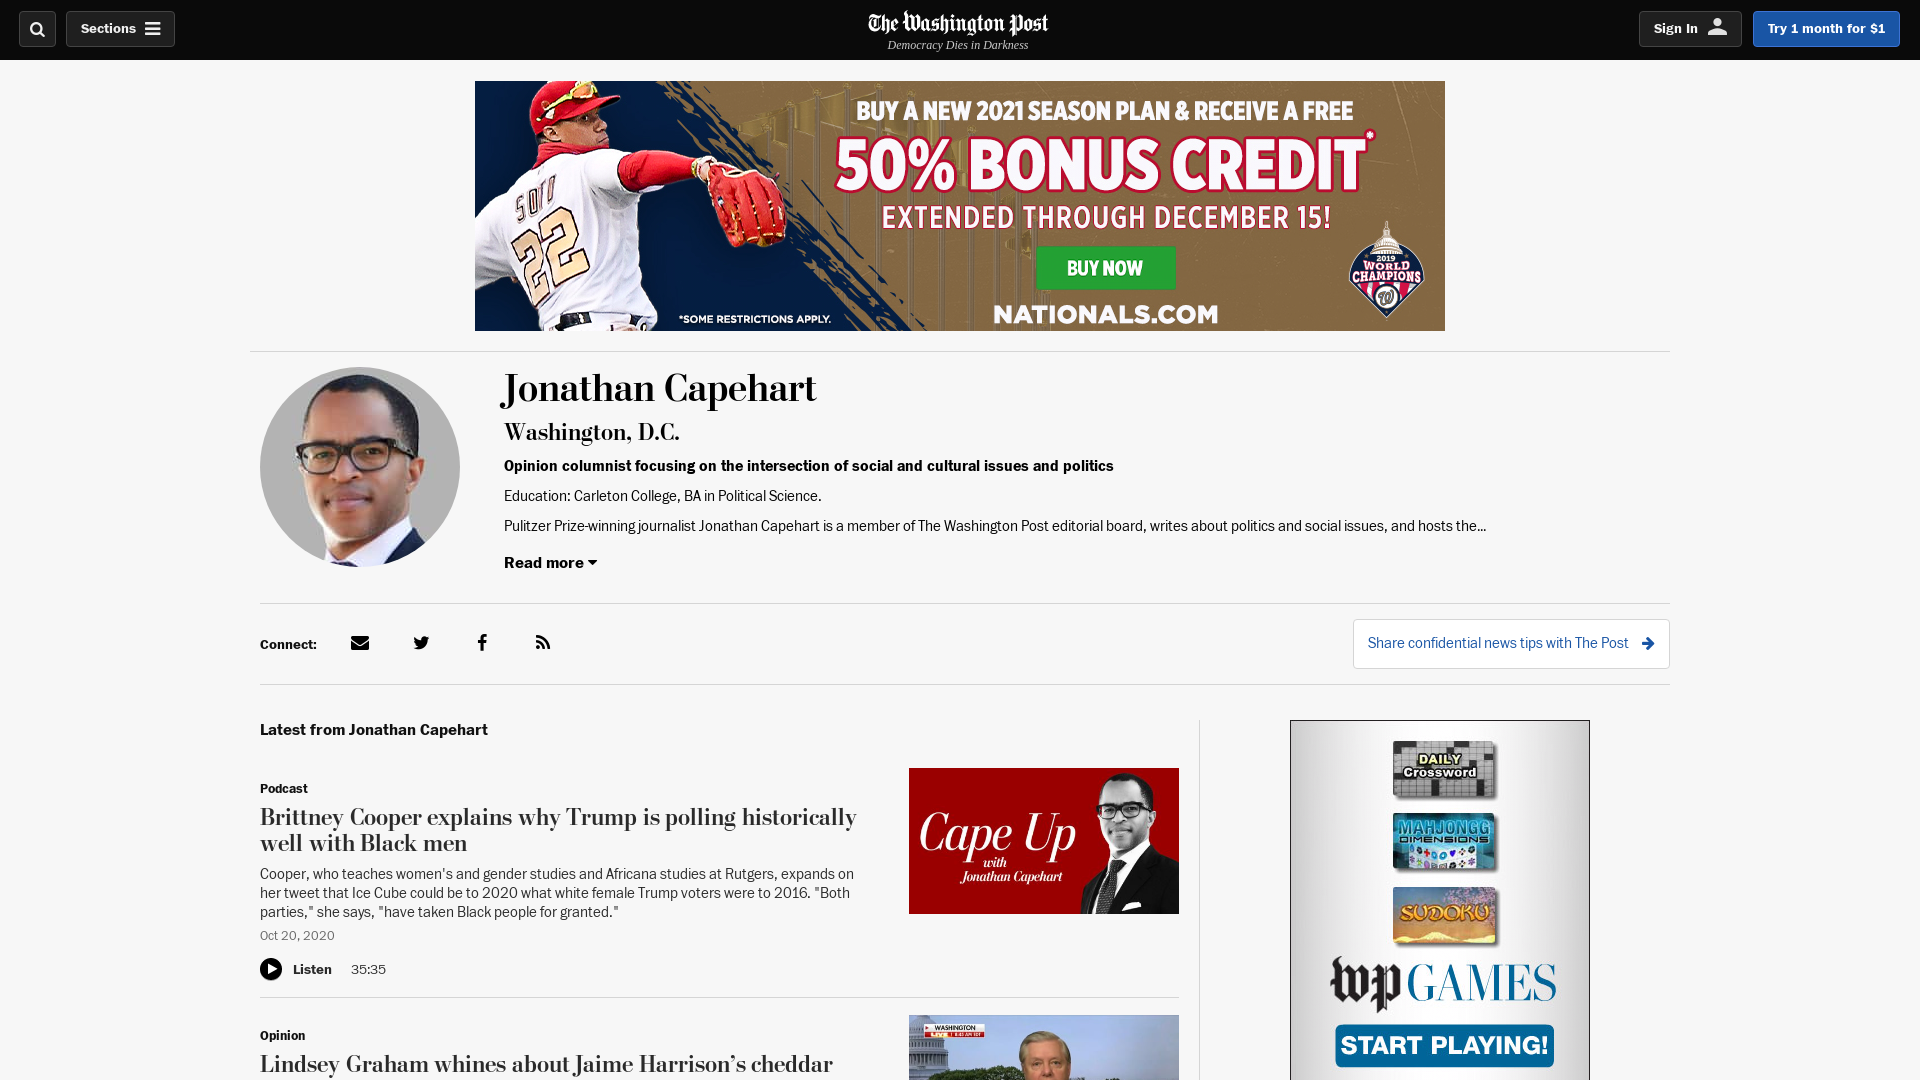 Sections
The Washington Post
Democracy Dies in Darkness
Sign In
Try 1 month for $1
BUY A NEW 2021 SEASON PLAN & RECEIVE A FREE
50% BONUS CREDIT*
EXTENDED THROUGH DECEMBER 15!
BUY NOW
NATIONALS.COM
*SOME RESTRICTIONS APPLY.
SOTO
22
2019
WORLD
CHAMPIONS
W
Jonathan Capehart
Washington, D.C.
Opinion columnist focusing on the intersection of social and cultural issues and politics
Education: Carleton College, BA in Political Science.
Pulitzer Prize-winning journalist Jonathan Capehart is a member of The Washington Post editorial board, writes about politics and social issues, and hosts the...
Read more
Connect:
Share confidential news tips with The Post
Latest from Jonathan Capehart
Podcast
Brittney Cooper explains why Trump is polling historically
well with Black men
Cooper, who teaches women's and gender studies and Africana studies at Rutgers, expands on
her tweet that Ice Cube could be to 2020 what white female Trump voters were to 2016. "Both
parties," she says, "have taken Black people for granted."
Oct 20, 2020
Listen 35:35
Cape Up
with
Jonathan Capehart
Opinion
Lindsey Graham whines about Jaime Harrison’s cheddar
WASHINGTON
DAILY
Crossword
MAHJONGG
DIMENSIONS
SUDOKU
wp GAMES
START PLAYING!